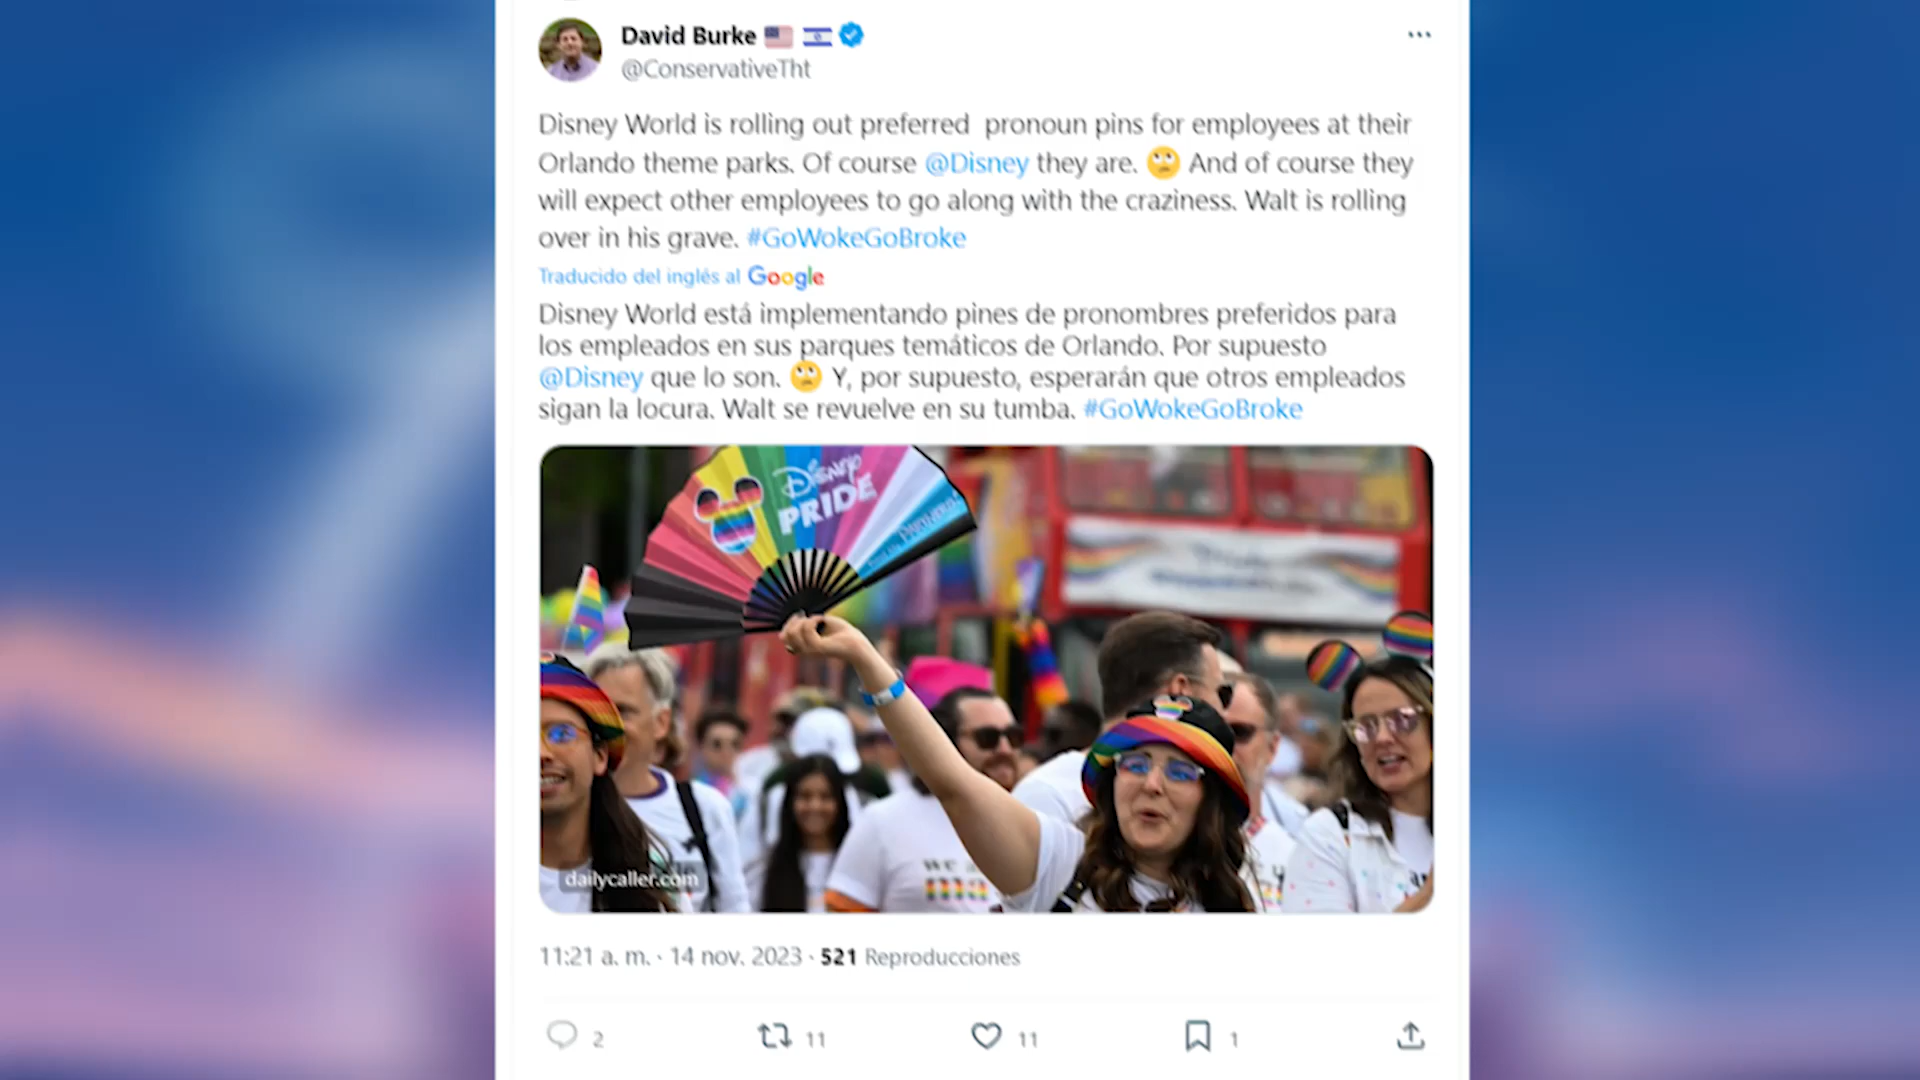 David Burke
@ConservativeTht
Disney World is rolling out preferred pronoun pins for employees at their
Orlando theme parks. Of course @Disney they are. 🙄 And of course they
will expect other employees to go along with the craziness. Walt is rolling
over in his grave. #GoWokeGoBroke
Traducido del inglés al Google
Disney World está implementando pines de pronombres preferidos para
los empleados en sus parques temáticos de Orlando. Por supuesto
@Disney que lo son. 🙄 Y, por supuesto, esperarán que otros empleados
sigan la locura. Walt se revuelve en su tumba. #GoWokeGoBroke
Disney
PRIDE
dailycaller.com
11:21 a. m. · 14 nov. 2023 · 521 Reproducciones
2 11 11 1